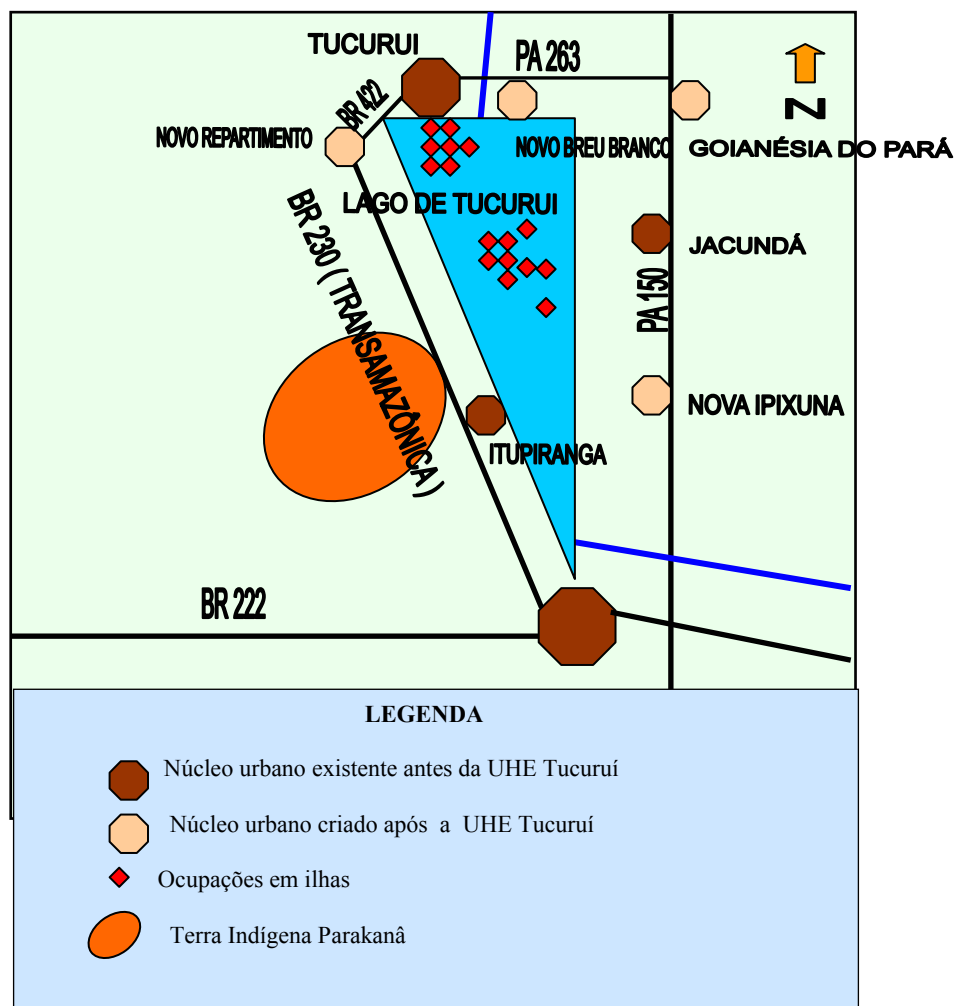 TUCURUI
PA 263
BR 422
N
NOVO REPARTIMENTO
NOVO BREU BRANCO
GOIANÉSIA DO PARÁ
LAGO DE TUCURUI
BR 230 ( TRANSAMAZÔNICA )
JACUNDÁ
PA 150
NOVA IPIXUNA
ITUPIRANGA
BR 222
LEGENDA
Núcleo urbano existente antes da UHE Tucuruí
Núcleo urbano criado após a UHE Tucuruí
Ocupações em ilhas
Terra Indígena Parakanâ